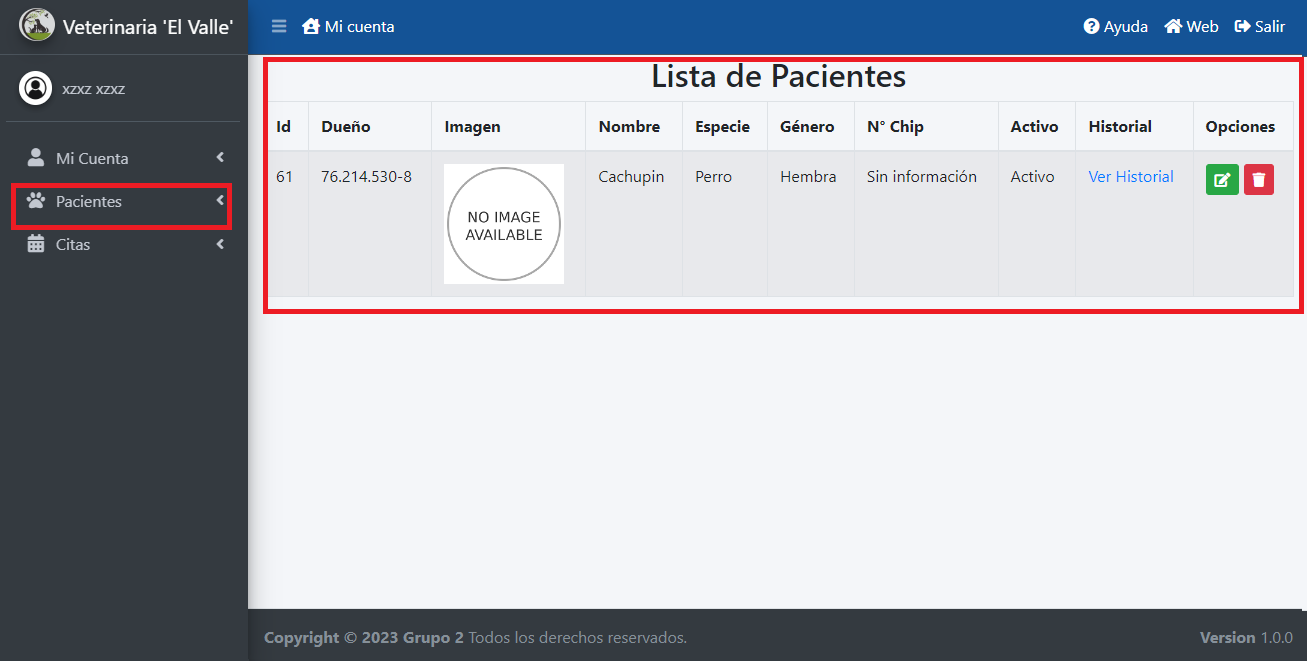 Veterinaria 'El Valle'
Mi cuenta
Ayuda Web Salir
xzxz xzxz
Mi Cuenta
Pacientes
Citas
Lista de Pacientes
Id Dueño Imagen Nombre Especie Género N° Chip Activo Historial Opciones
61 76.214.530-8 Cachupin Perro Hembra Sin información Activo Ver Historial
NO IMAGE
AVAILABLE
Copyright © 2023 Grupo 2 Todos los derechos reservados.
Version 1.0.0